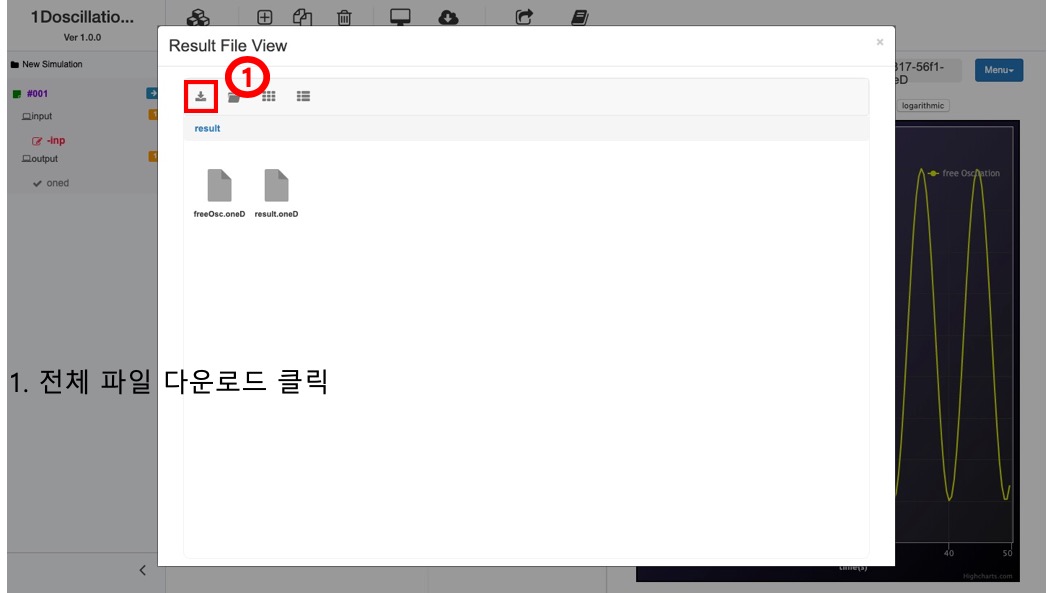 1Doscillatio...
Ver 1.0.0
New Simulation
#001
input
-inp
output
oned
Result File View
×
1
result
freeOsc.oneD
result.oneD
1. 전체 파일 다운로드 클릭
317-56f1-
eD
Menu
logarithmic
free Oscillation
40
50
time(s)
Highcharts.com